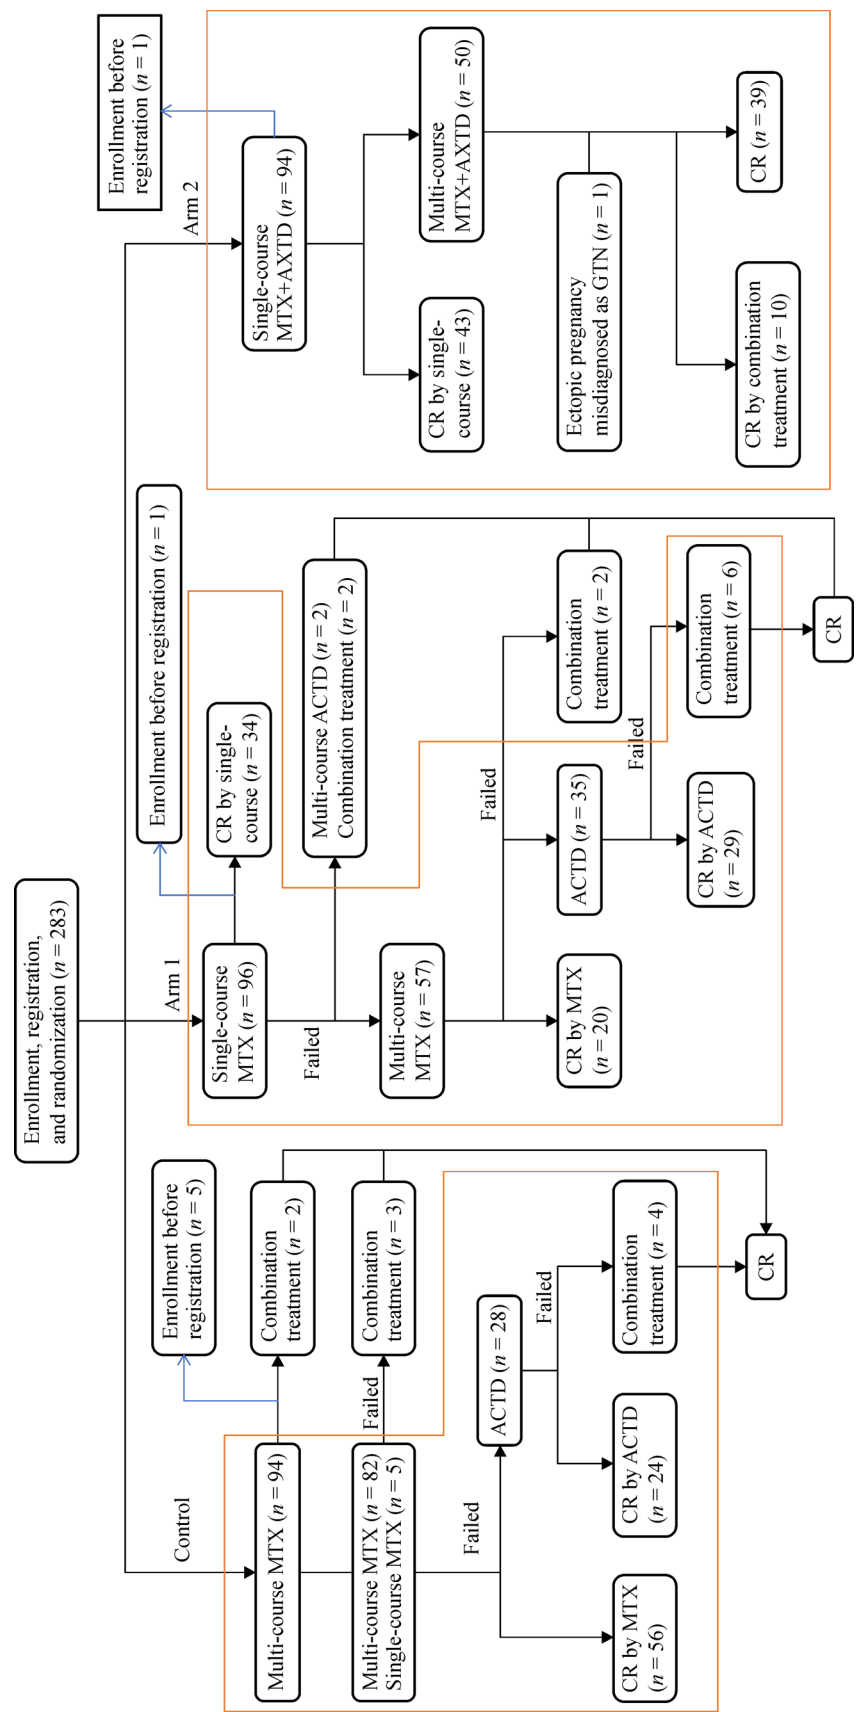 Enrollment, registration,
and randomization (n = 283)
Control
Multi-course MTX (n = 94)
Enrollment before
registration (n = 5)
Combination
treatment (n = 2)
Multi-course MTX (n = 82)
Single-course MTX (n = 5)
Failed
Combination
treatment (n = 3)
Failed
ACTD (n = 28)
Failed
CR by MTX
(n = 56)
CR by ACTD
(n = 24)
Combination
treatment (n = 4)
CR
Arm 1
Single-course
MTX (n = 96)
Enrollment before registration (n = 1)
CR by single-
course (n = 34)
Failed
Multi-course ACTD (n = 2)
Combination treatment (n = 2)
Multi-course
MTX (n = 57)
Failed
CR by MTX
(n = 20)
ACTD (n = 35)
Combination
treatment (n = 2)
Failed
CR by ACTD
(n = 29)
Combination
treatment (n = 6)
CR
Arm 2
Enrollment before
registration (n = 1)
Single-course
MTX+AXTD (n = 94)
CR by single-
course (n = 43)
Multi-course
MTX+AXTD (n = 50)
Ectopic pregnancy
misdiagnosed as GTN (n = 1)
CR by combination
treatment (n = 10)
CR (n = 39)